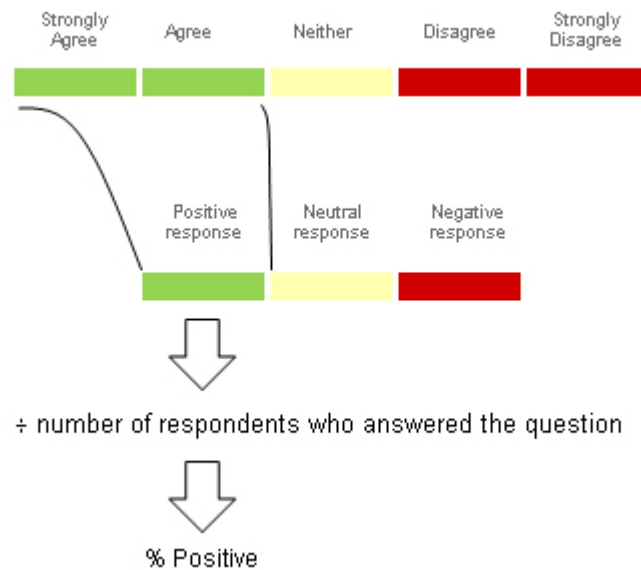 Strongly
Agree
Agree
Neither
Disagree
Strongly
Disagree
Positive
response
Neutral
response
Negative
response
÷ number of respondents who answered the question
% Positive